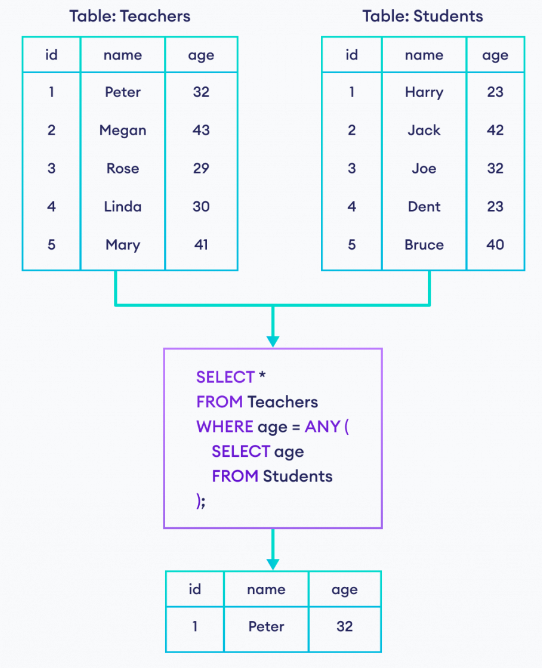 Table: Teachers
id name age
1 Peter 32
2 Megan 43
3 Rose 29
4 Linda 30
5 Mary 41
Table: Students
id name age
1 Harry 23
2 Jack 42
3 Joe 32
4 Dent 23
5 Bruce 40
SELECT *
FROM Teachers
WHERE age = ANY (
SELECT age
FROM Students
);
id name age
1 Peter 32